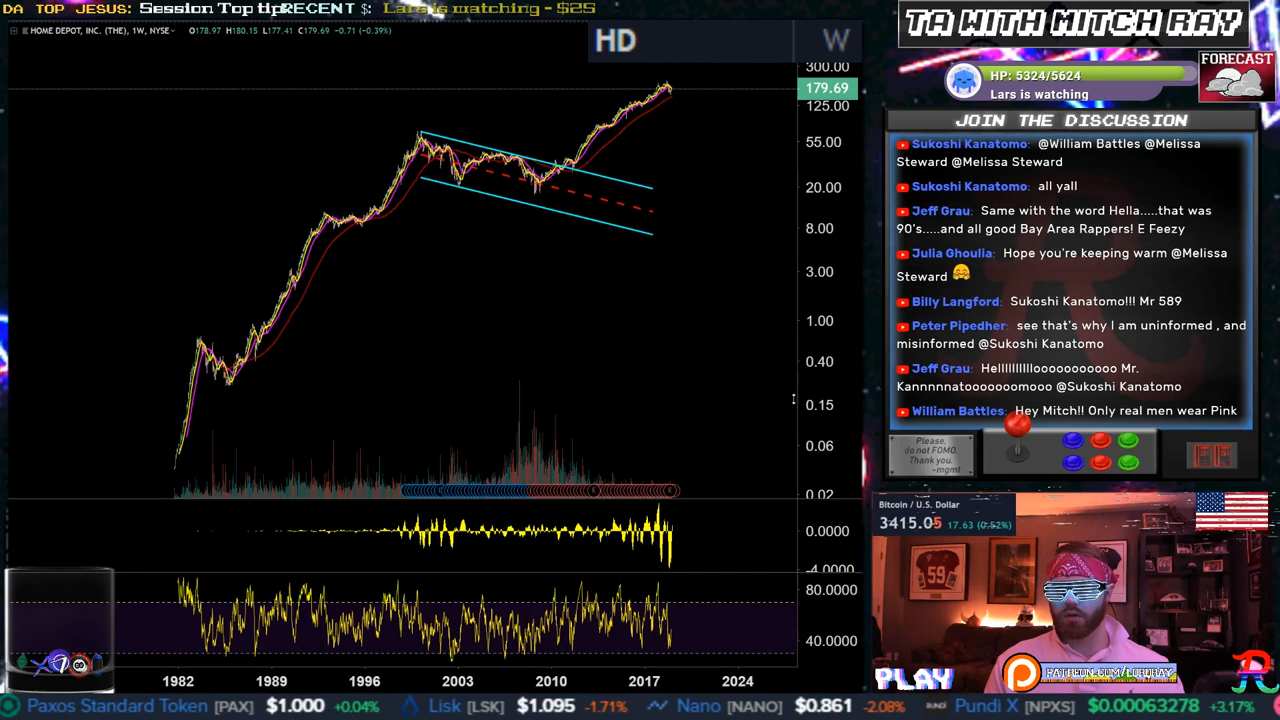 DA TOP JESUS: Session Top tip RECENT $: Lars is watching - $25
HOME DEPOT, INC. (THE), 1W, NYSE O178.97 H180.15 L177.41 C179.69 -0.71 (-0.39%)
HD W
300.00
179.69
125.00
55.00
20.00
8.00
3.00
1.00
0.40
0.15
0.06
0.02
0.0000
-4.0000
80.0000
40.0000
1982 1989 1996 2003 2010 2017 2024
TA WITH MITCH RAY
FORECAST
HP: 5324/5624
Lars is watching
JOIN THE DISCUSSION
Sukoshi Kanatomo: @William Battles @Melissa
Steward @Melissa Steward
Sukoshi Kanatomo: all yall
Jeff Grau: Same with the word Hella.....that was
90's.....and all good Bay Area Rappers! E Feezy
Julia Ghoulia: Hope you're keeping warm @Melissa
Steward 🤗
Billy Langford: Sukoshi Kanatomo!!! Mr 589
Peter Pipedher: see that's why I am uninformed , and
misinformed @Sukoshi Kanatomo
Jeff Grau: Helllllllllloooooooooo Mr.
Kannnnatooooooomooo @Sukoshi Kanatomo
William Battles: Hey Mitch!! Only real men wear Pink
Please,
do not FOMO.
Thank you,
-mgmt
Bitcoin / U.S. Dollar
3415.05 17.63 (0.52%)
59
PLAY
PATREON.COM/LUPORAY
Paxos Standard Token [PAX] $1.000 +0.04% Lisk [LSK] $1.095 -1.71% Nano [NANO] $0.861 -2.08% Pundi X [NPXS] $0.00063278 +3.17%